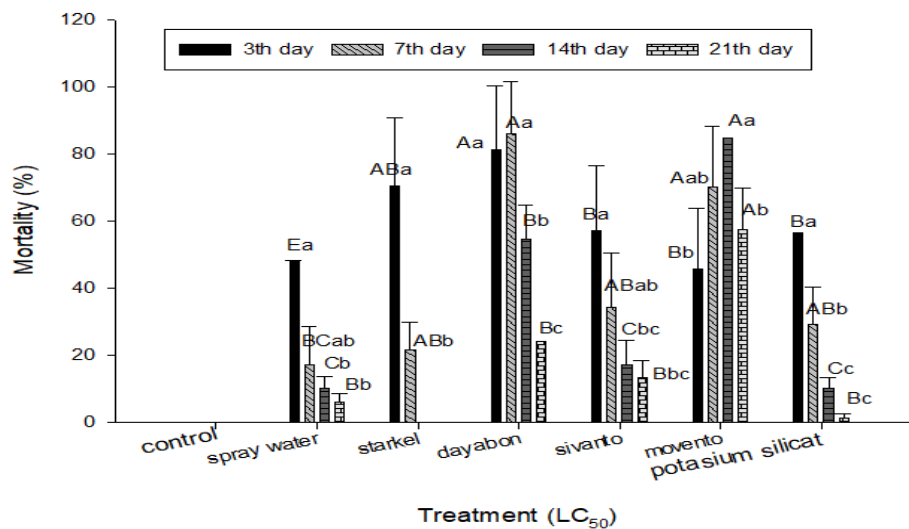 120
100
80
60
40
20
0
Mortality (%)
3th day 7th day 14th day 21th day
Ea
BCab
Cb
Bb
ABa
ABb
Aa
Aa
Bb
Bc
Ba
ABab
Cbc
Bbc
Bb
Aab
Aa
Ab
Ba
ABb
Cc
Bc
control spray water starkel dayabon sivanto movento potasium silicat
Treatment (LC50)